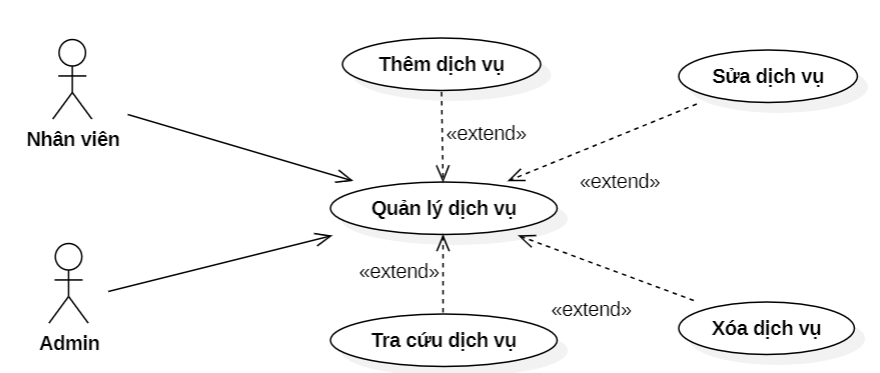 Thêm dịch vụ
Sửa dịch vụ
Nhân viên
«extend»
«extend»
Quản lý dịch vụ
«extend»
«extend»
Admin
Tra cứu dịch vụ
Xóa dịch vụ